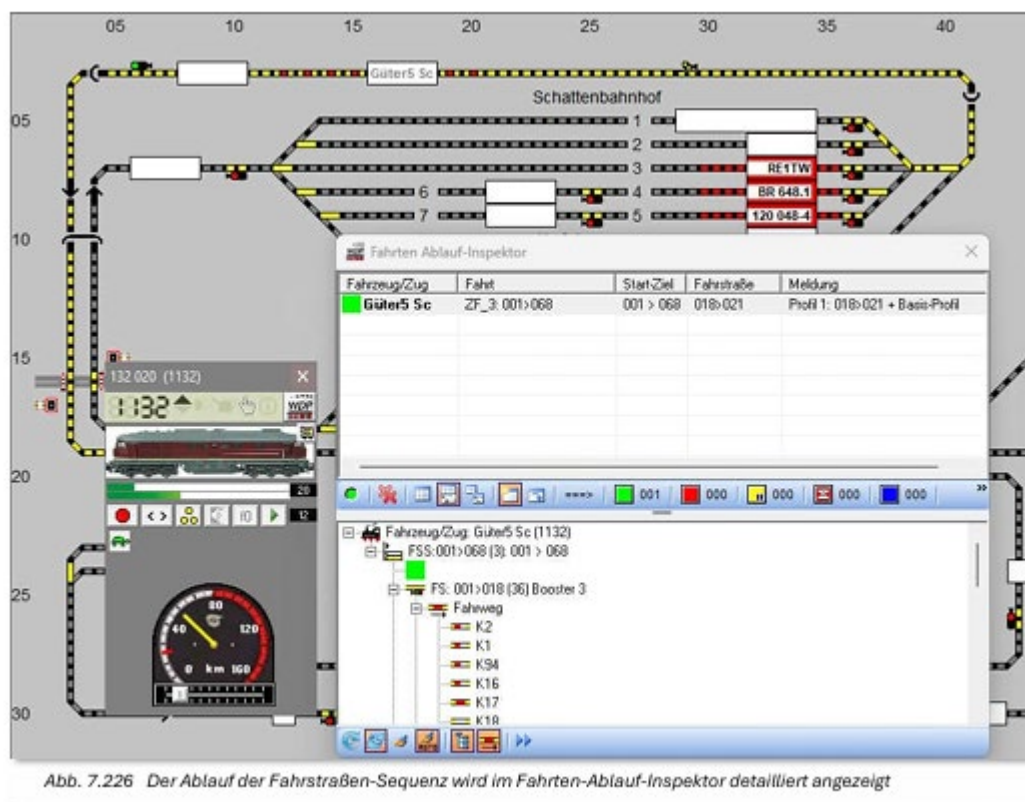 05 10 15 20 25 30 35 40
Güter5 Sc
Schattenbahnhof
05
1
2
3 RE1TW
6 4 BR 648.1
7 5 120 048-4
10
15
20
25
30
Fahrten Ablauf-Inspektor
Fahrzeug/Zug Fahrt Start-Ziel Fahrstraße Meldung
Güter5 Sc ZF_3: 001>068 001 > 068 018>021 Profil 1: 018>021 + Basis-Profil
132 020 (1132)
1132 WDP
20
f0 12
40 80 120
0 km 160
===> 001 000 000 000 000 »
Fahrzeug/Zug: Güter5 Sc (1132)
FSS:001>068 (3): 001 > 068
FS: 001>018 (36) Booster 3
Fahrweg
K2
K1
K94
K16
K17
K18
Abb. 7.226 Der Ablauf der Fahrstraßen-Sequenz wird im Fahrten-Ablauf-Inspektor detailliert angezeigt